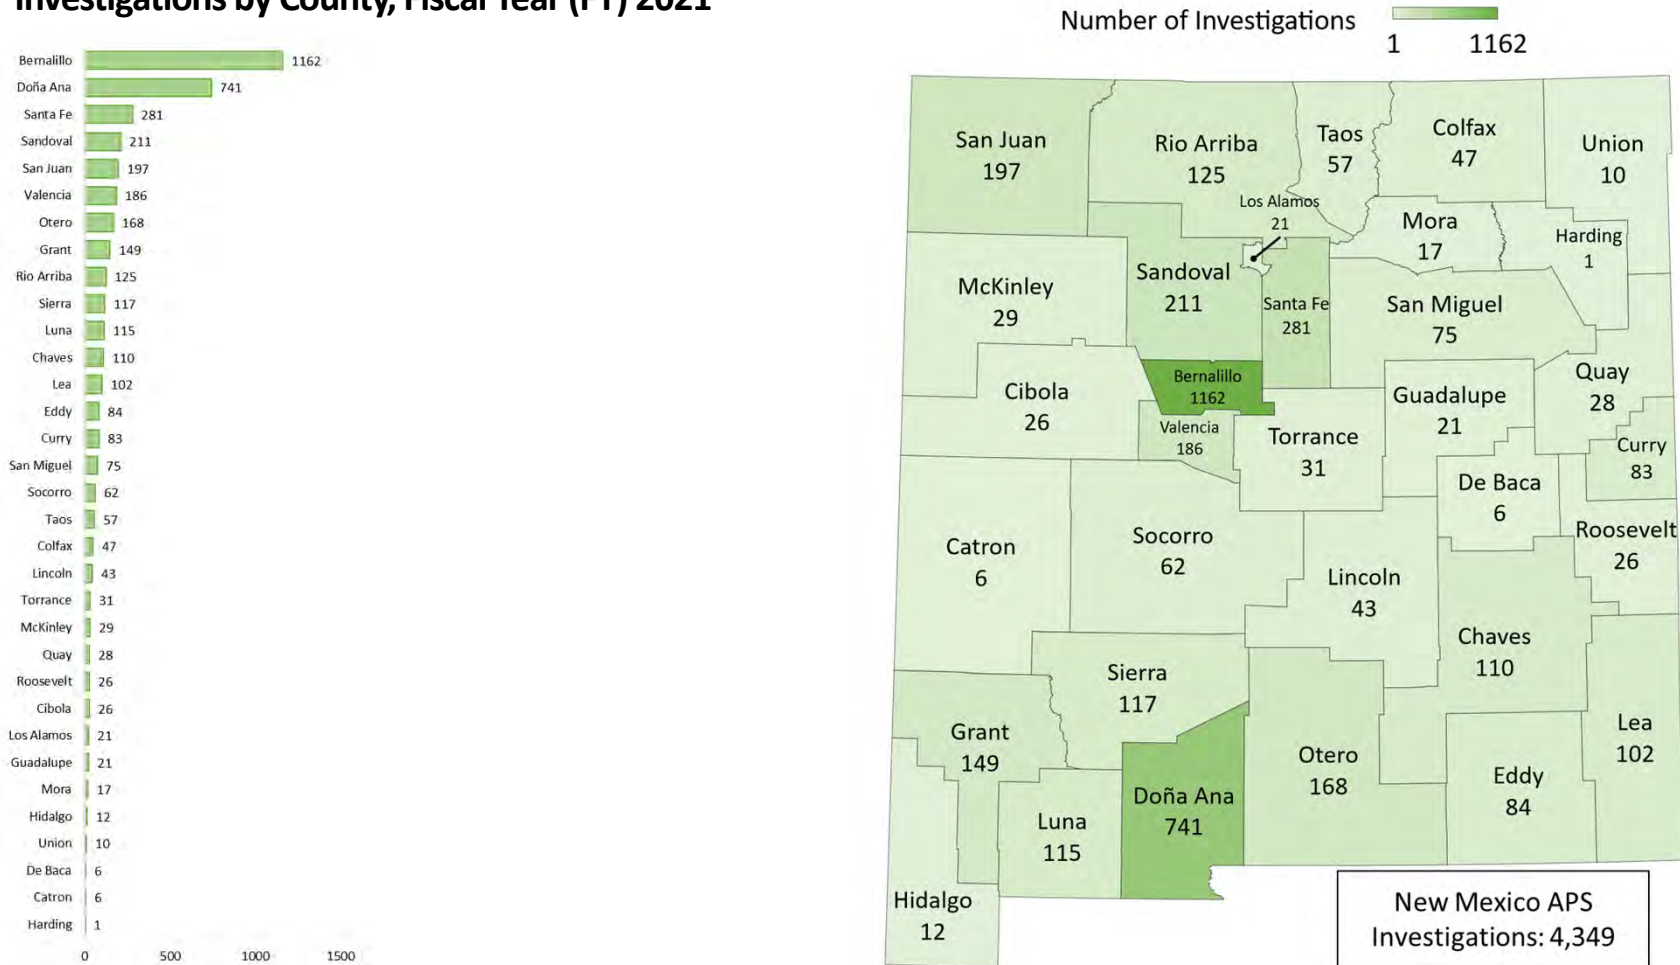 Investigations by County, Fiscal Year (FY) 2021
Bernalillo 1162
Doña Ana 741
Santa Fe 281
Sandoval 211
San Juan 197
Valencia 186
Otero 168
Grant 149
Rio Arriba 125
Sierra 117
Luna 115
Chaves 110
Lea 102
Eddy 84
Curry 83
San Miguel 75
Socorro 62
Taos 57
Colfax 47
Lincoln 43
Torrance 31
McKinley 29
Quay 28
Roosevelt 26
Cibola 26
Los Alamos 21
Guadalupe 21
Mora 17
Hidalgo 12
Union 10
De Baca 6
Catron 6
Harding 1
0 500 1000 1500
Number of Investigations
1 1162
San Juan
197
Rio Arriba
125
Taos
57
Colfax
47
Union
10
Los Alamos
21
Mora
17
Harding
1
McKinley
29
Sandoval
211
Santa Fe
281
San Miguel
75
Cibola
26
Bernalillo
1162
Valencia
186
Torrance
31
Guadalupe
21
Quay
28
Curry
83
De Baca
6
Roosevelt
26
Catron
6
Socorro
62
Lincoln
43
Chaves
110
Sierra
117
Grant
149
Doña Ana
741
Otero
168
Lea
102
Eddy
84
Luna
115
Hidalgo
12
New Mexico APS
Investigations: 4,349